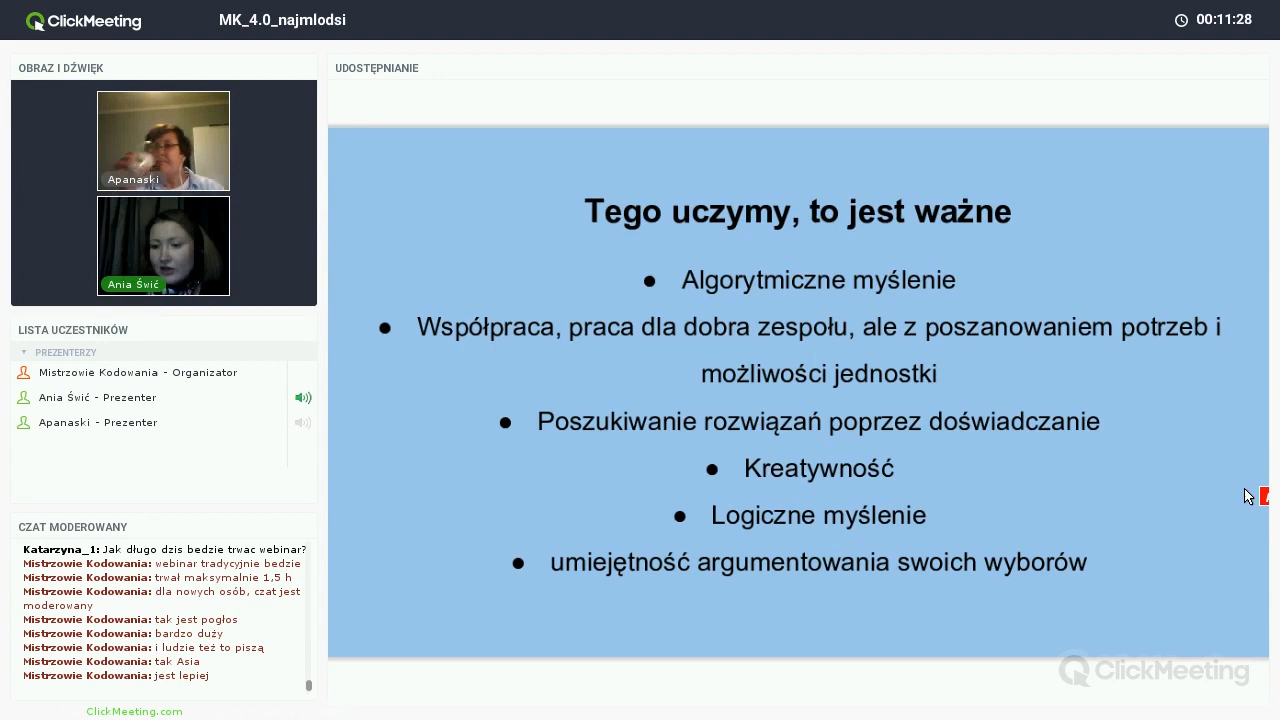 ClickMeeting
MK_4.0_najmlodsi
00:11:28
OBRAZ I DŹWIĘK
Apanaski
Ania Świć
LISTA UCZESTNIKÓW
PREZENTERZY
Mistrzowie Kodowania - Organizator
Ania Świć - Prezenter
Apanaski - Prezenter
CZAT MODEROWANY
Katarzyna_1: Jak długo dzis bedzie trwac webinar?
Mistrzowie Kodowania: webinar tradycyjnie bedzie
Mistrzowie Kodowania: trwał maksymalnie 1,5 h
Mistrzowie Kodowania: dla nowych osób, czat jest
moderowany
Mistrzowie Kodowania: tak jest pogłos
Mistrzowie Kodowania: bardzo duży
Mistrzowie Kodowania: i ludzie też to piszą
Mistrzowie Kodowania: tak Asia
Mistrzowie Kodowania: jest lepiej
ClickMeeting.com
UDOSTĘPNIANIE
Tego uczymy, to jest ważne
● Algorytmiczne myślenie
● Współpraca, praca dla dobra zespołu, ale z poszanowaniem potrzeb i
możliwości jednostki
● Poszukiwanie rozwiązań poprzez doświadczanie
● Kreatywność
● Logiczne myślenie
● umiejętność argumentowania swoich wyborów
ClickMeeting